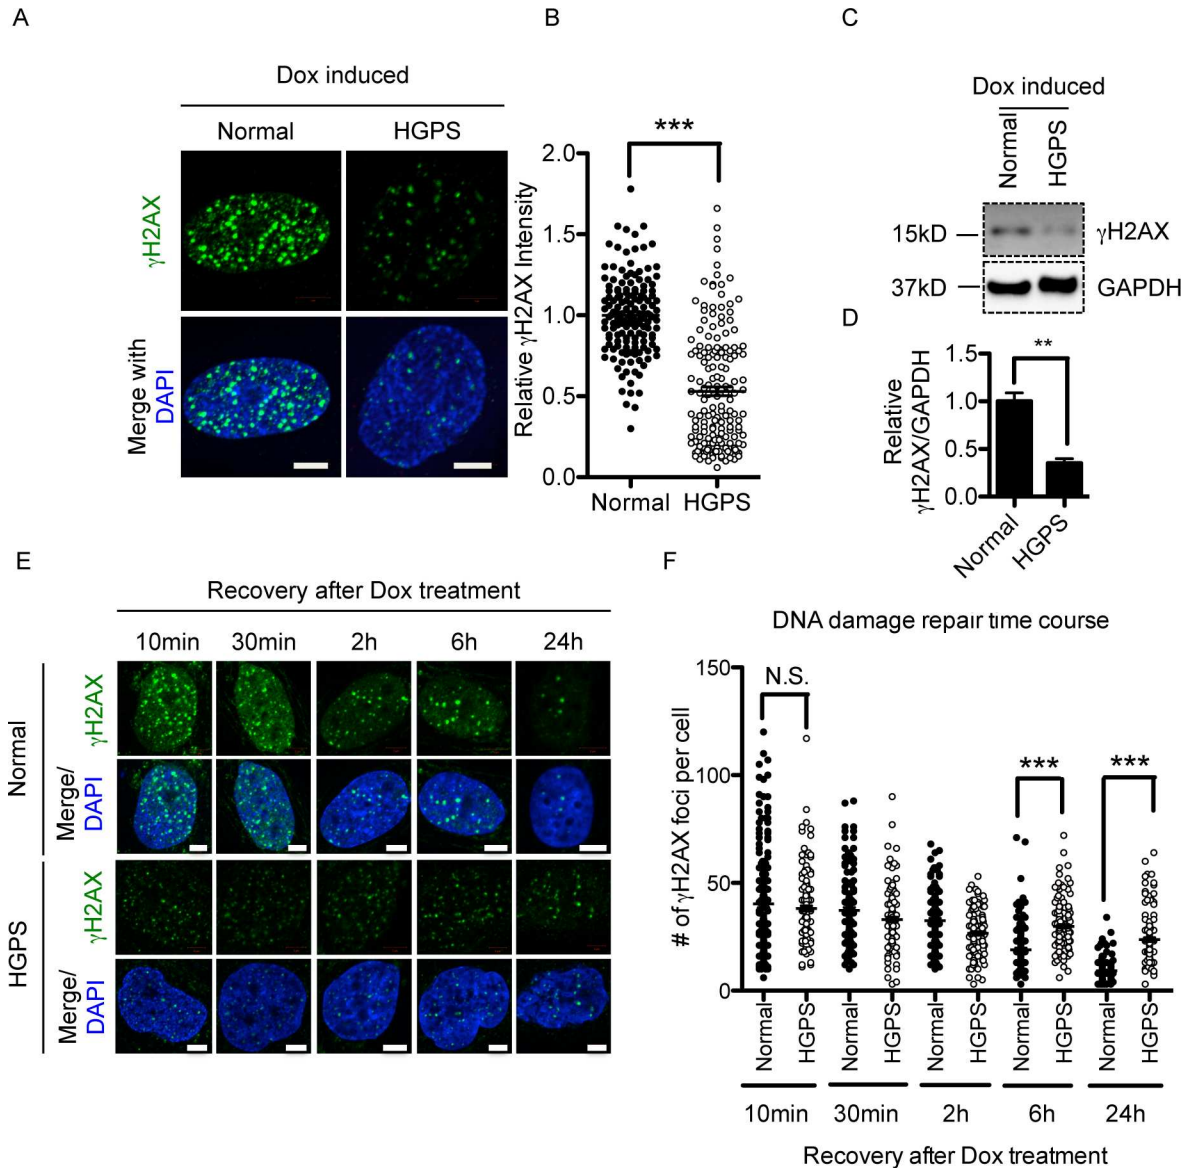 A
Dox induced
Normal HGPS
γH2AX
Merge with
DAPI
B
***
Relative γH2AX Intensity
2.0
1.5
1.0
0.5
0.0
Normal HGPS
C
Dox induced
Normal
HGPS
15kD γH2AX
37kD GAPDH
D
**
Relative
γH2AX/GAPDH
1.5
1.0
0.5
0.0
Normal
HGPS
E
Recovery after Dox treatment
10min 30min 2h 6h 24h
Normal
γH2AX
Merge/
DAPI
HGPS
γH2AX
Merge/
DAPI
F
DNA damage repair time course
# of γH2AX foci per cell
150
100
50
0
N.S.
***
***
Normal
HGPS
Normal
HGPS
Normal
HGPS
Normal
HGPS
Normal
HGPS
10min 30min 2h 6h 24h
Recovery after Dox treatment